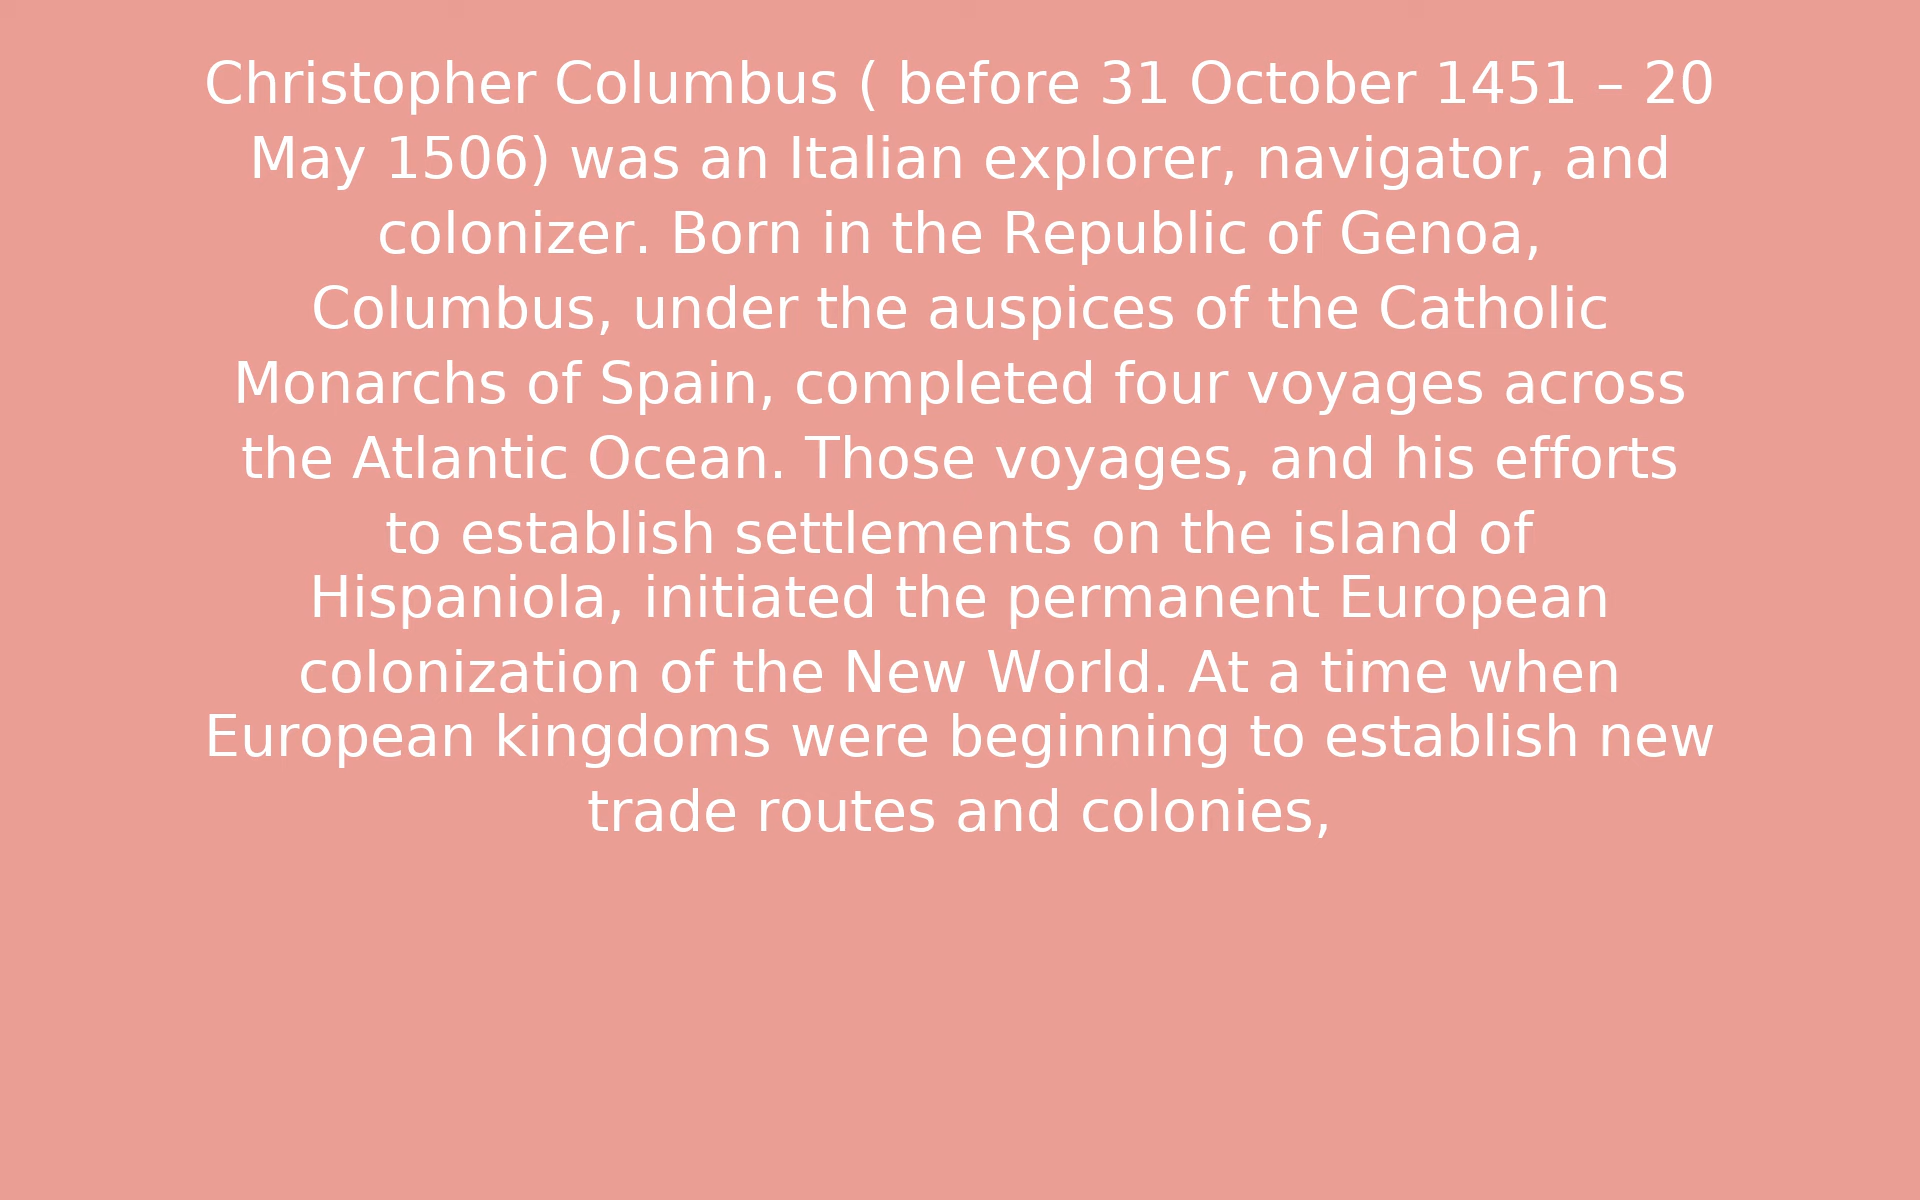 Christopher Columbus ( before 31 October 1451 – 20
May 1506) was an Italian explorer, navigator, and
colonizer. Born in the Republic of Genoa,
Columbus, under the auspices of the Catholic
Monarchs of Spain, completed four voyages across
the Atlantic Ocean. Those voyages, and his efforts
to establish settlements on the island of
Hispaniola, initiated the permanent European
colonization of the New World. At a time when
European kingdoms were beginning to establish new
trade routes and colonies,